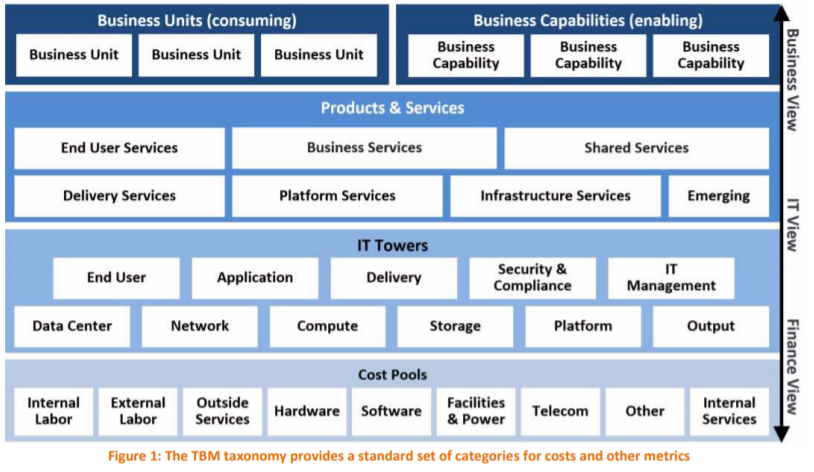 Business Units (consuming)
Business Unit
Business Unit
Business Unit
Business Capabilities (enabling)
Business
Capability
Business
Capability
Business
Capability
Products & Services
End User Services
Business Services
Shared Services
Delivery Services
Platform Services
Infrastructure Services
Emerging
IT Towers
End User
Application
Delivery
Security &
Compliance
IT
Management
Data Center
Network
Compute
Storage
Platform
Output
Cost Pools
Internal
Labor
External
Labor
Outside
Services
Hardware
Software
Facilities
& Power
Telecom
Other
Internal
Services
Business View
IT View
Finance View
Figure 1: The TBM taxonomy provides a standard set of categories for costs and other metrics